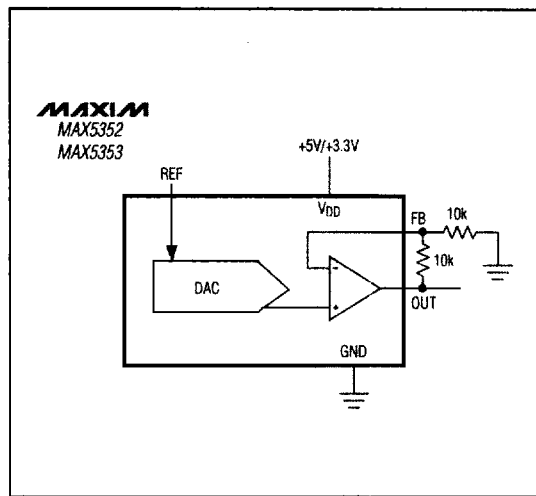 MAXIM
MAX5352
MAX5353
+5V/+3.3V
REF
VDD
FB
10k
10k
DAC
-
+
OUT
GND